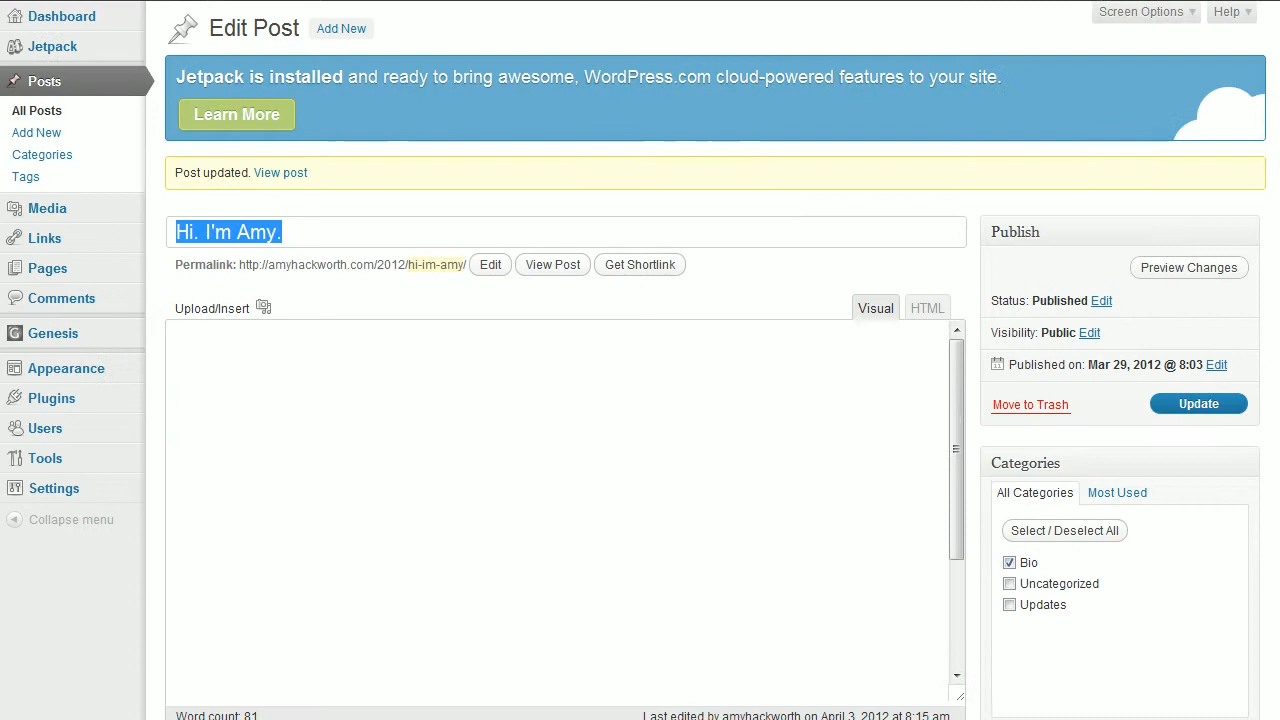 Dashboard
Jetpack
Posts
All Posts
Add New
Categories
Tags
Media
Links
Pages
Comments
Genesis
Appearance
Plugins
Users
Tools
Settings
Collapse menu
Screen Options
Help
Edit Post
Add New
Jetpack is installed and ready to bring awesome, WordPress.com cloud-powered features to your site.
Learn More
Post updated. View post
Hi. I'm Amy.
Permalink: http://amyhackworth.com/2012/hi-im-amy/ Edit View Post Get Shortlink
Upload/Insert
Visual HTML
Word count: 81
Last edited by amyhackworth on April 3, 2012 at 8:15 am
Publish
Preview Changes
Status: Published Edit
Visibility: Public Edit
Published on: Mar 29, 2012 @ 8:03 Edit
Move to Trash
Update
Categories
All Categories Most Used
Select / Deselect All
Bio
Uncategorized
Updates